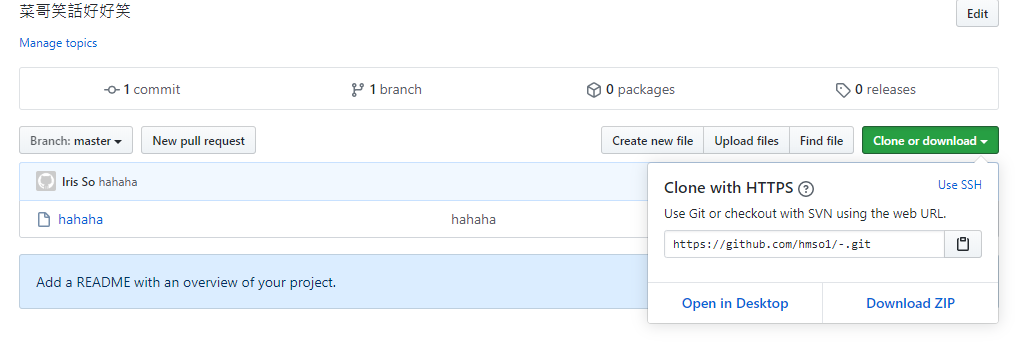 菜哥笑話好好笑
Edit
Manage topics
1 commit
1 branch
0 packages
0 releases
Branch: master
New pull request
Create new file
Upload files
Find file
Clone or download
Iris So hahaha
hahaha
hahaha
Clone with HTTPS ?
Use SSH
Use Git or checkout with SVN using the web URL.
https://github.com/hmso1/-.git
Open in Desktop
Download ZIP
Add a README with an overview of your project.